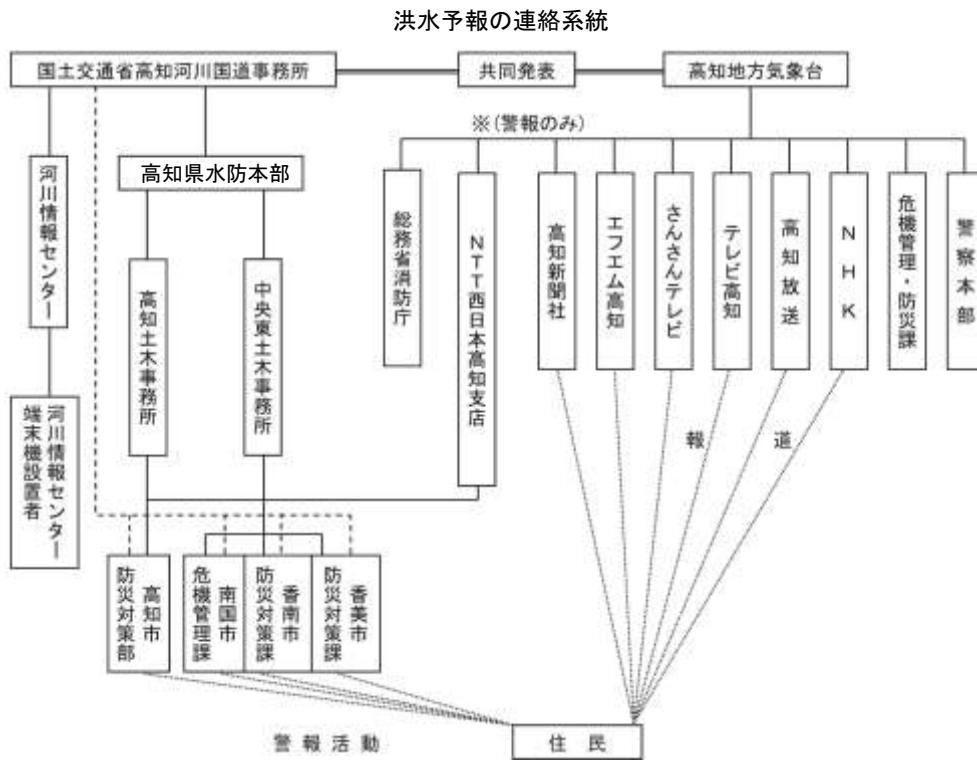 洪水予報の連絡系統
国土交通省高知河川国道事務所
共同発表
高知地方気象台
※(警報のみ)
河川情報センター
高知県水防本部
総務省消防庁
NTT西日本高知支店
高知新聞社
エフエム高知
さんさんテレビ
テレビ高知
高知放送
NHK
危機管理・防災課
警察本部
高知土木事務所
中央東土木事務所
河川情報センター
端末機設置者
報道
高知市
防災対策部
南国市
危機管理課
香南市
防災対策課
香美市
防災対策課
警報活動
住民